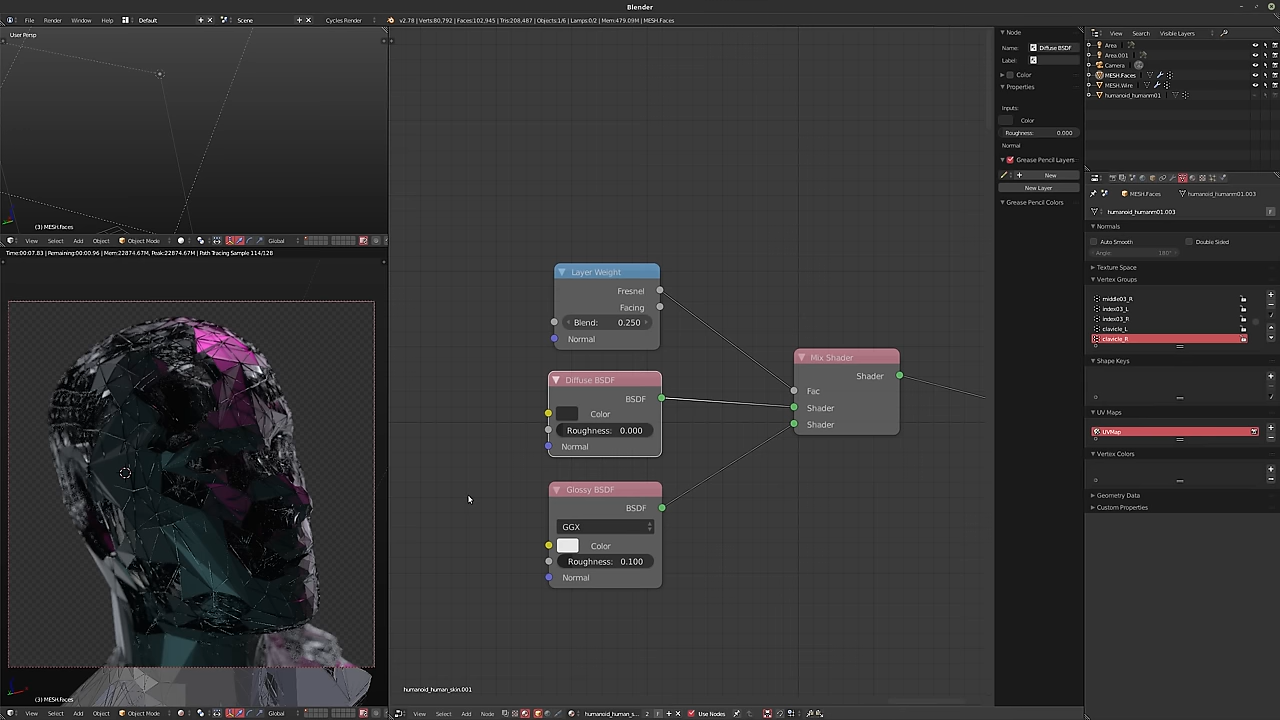 Blender
File Render Window Help Default Scene Cycles Render v2.78 | Verts:80,792 | Faces:102,945 | Tris:208,487 | Objects:1/6 | Lamps:0/2 | Mem:479.09M | MESH.Faces
User Persp
(3) MESH.Faces
View Select Add Object Object Mode Global
Time:00:07.83 | Remaining:00:00.96 | Mem:22874.67M, Peak:22874.67M | Path Tracing Sample 114/128
(3) MESH.Faces
View Select Add Object Object Mode Global
Layer Weight
Fresnel
Facing
Blend: 0.250
Normal
Diffuse BSDF
BSDF
Color
Roughness: 0.000
Normal
Glossy BSDF
BSDF
GGX
Color
Roughness: 0.100
Normal
Mix Shader
Shader
Fac
Shader
Shader
humanoid_human_skin.001
View Select Add Node humanoid_human_s... 2 F Use Nodes
Node
Name: Diffuse BSDF
Label:
Color
Properties
Inputs:
Color
Roughness: 0.000
Normal
Grease Pencil Layers
New
New Layer
Grease Pencil Colors
View Search Visible Layers
Area
Area.001
Camera
MESH.Faces
MESH.Wire
humanoid_humanm01
MESH.Faces humanoid_humanm01.003
humanoid_humanm01.003 F
Normals
Auto Smooth Double Sided
Angle: 180°
Texture Space
Vertex Groups
middle03_R
index03_L
index03_R
clavicle_L
clavicle_R
Shape Keys
UV Maps
UVMap
Vertex Colors
Geometry Data
Custom Properties